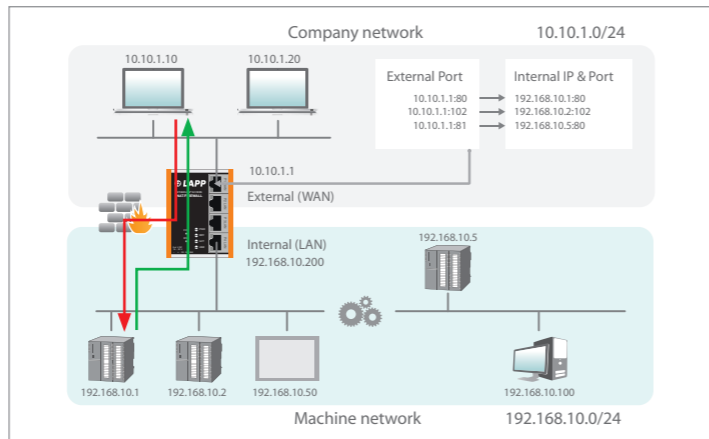 Company network 10.10.1.0/24
10.10.1.10 10.10.1.20
External Port Internal IP & Port
10.10.1.1:80 192.168.10.1:80
10.10.1.1:102 192.168.10.2:102
10.10.1.1:81 192.168.10.5:80
10.10.1.1
LAPP
External (WAN)
Internal (LAN)
192.168.10.200
192.168.10.5
192.168.10.1 192.168.10.2 192.168.10.50 192.168.10.100
Machine network 192.168.10.0/24